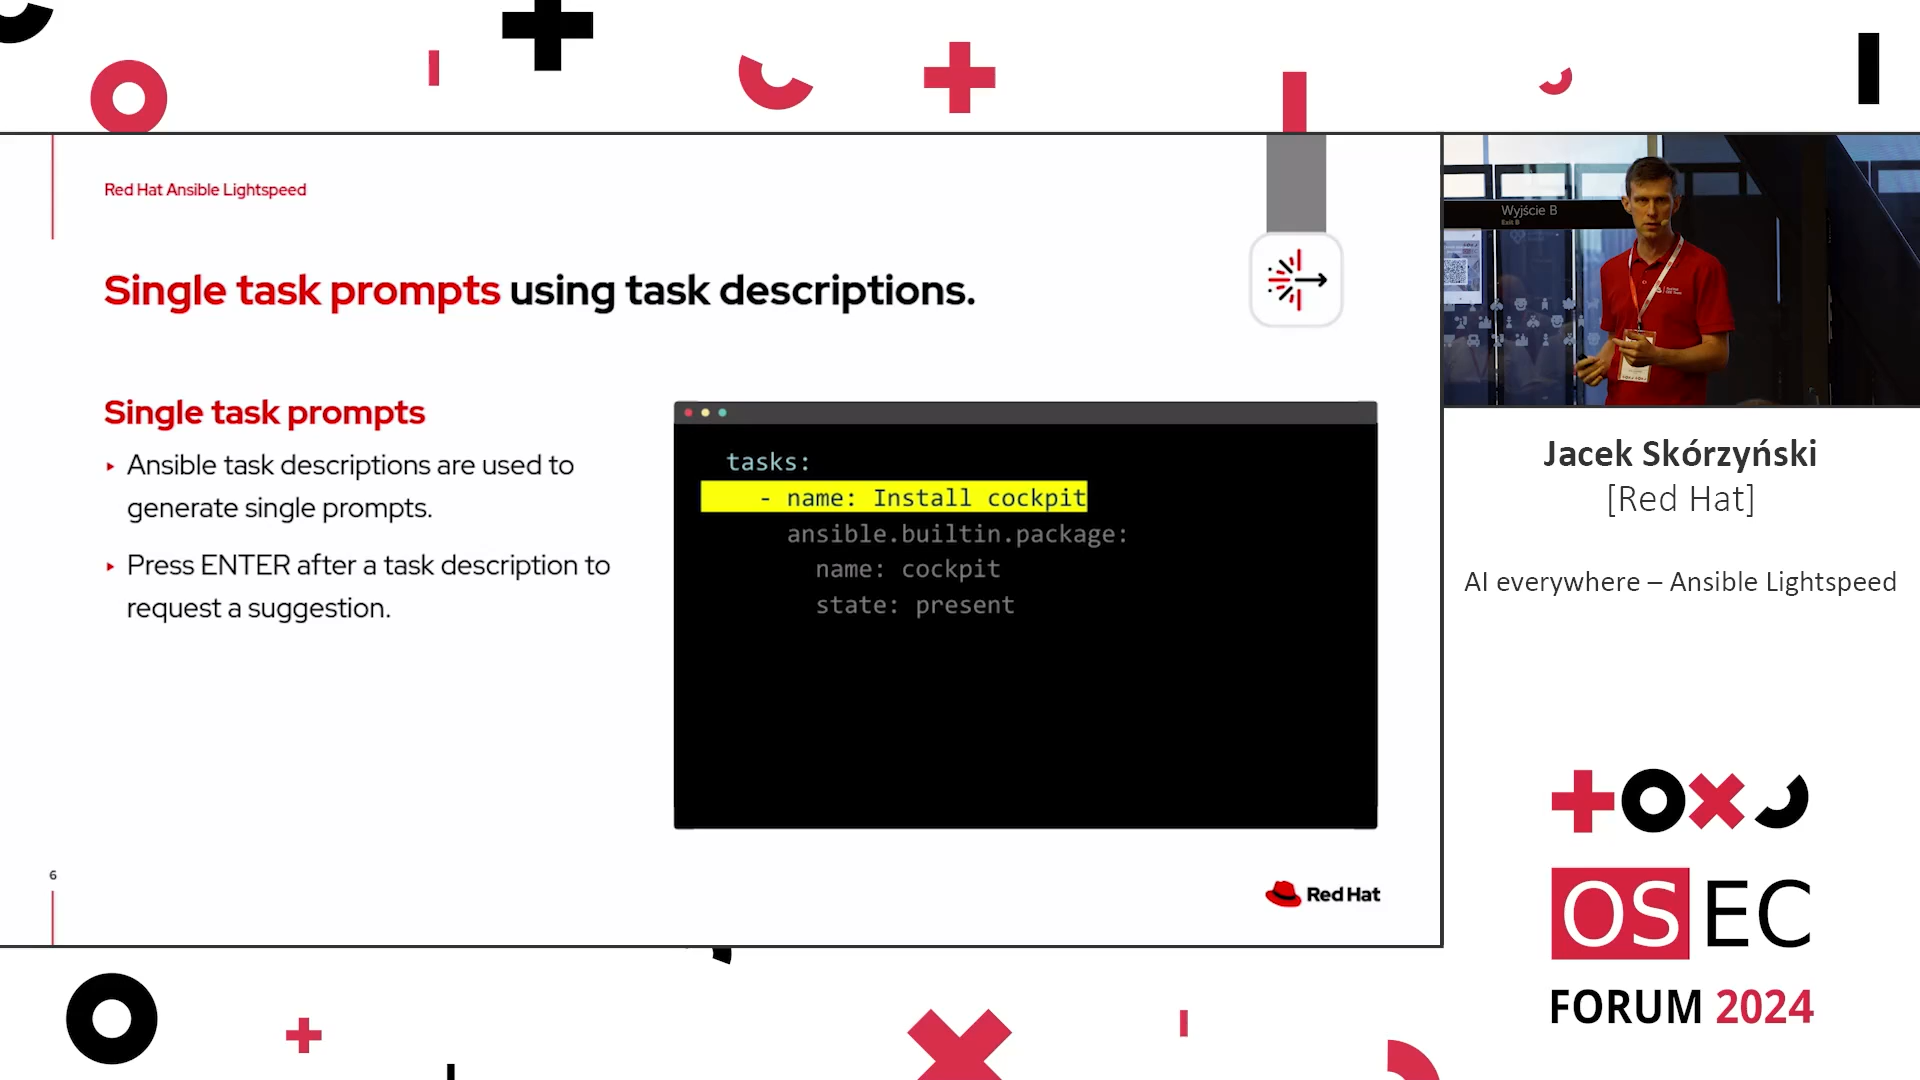 Red Hat Ansible Lightspeed
Single task prompts using task descriptions.
Single task prompts
Ansible task descriptions are used to
generate single prompts.
Press ENTER after a task description to
request a suggestion.
tasks:
- name: Install cockpit
ansible.builtin.package:
name: cockpit
state: present
6
Red Hat
Wyjście B
Exit B
Jacek Skórzyński
[Red Hat]
AI everywhere – Ansible Lightspeed
OSEC
FORUM 2024